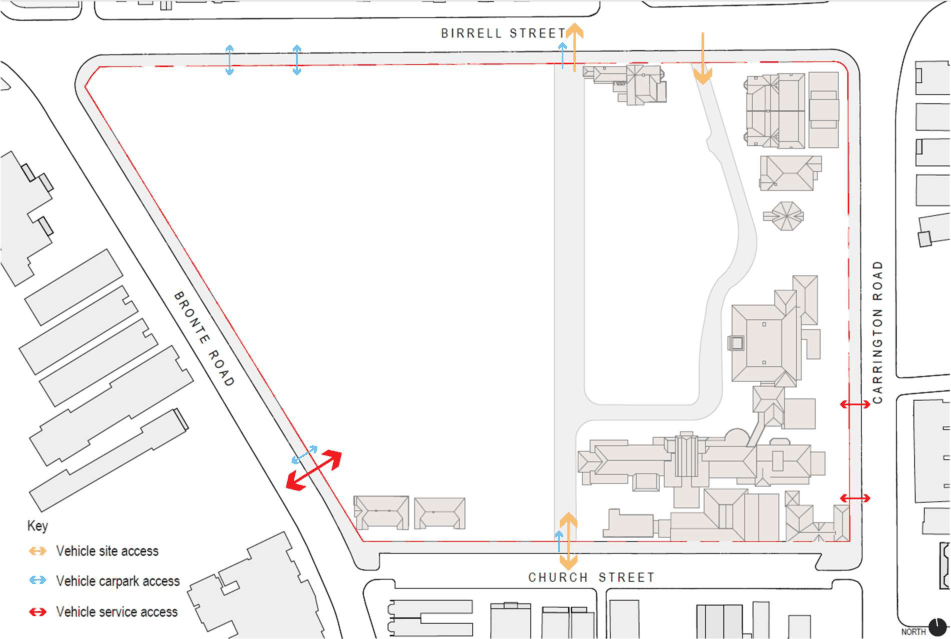 BIRRELL STREET
BRONTE ROAD
CARRINGTON ROAD
Key
Vehicle site access
Vehicle carpark access
Vehicle service access
CHURCH STREET
NORTH